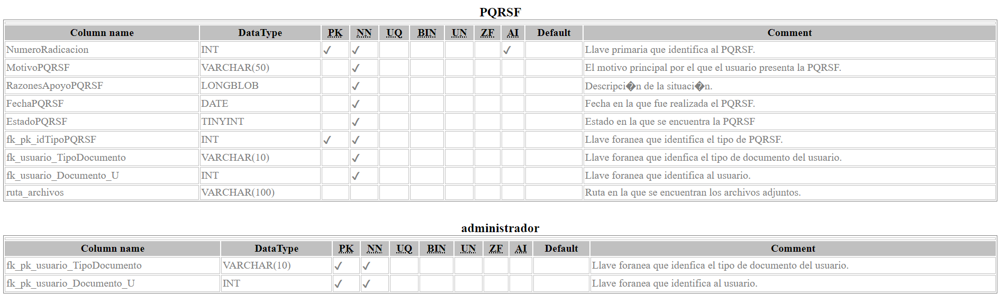 PQRSF
Column name DataType PK NN UQ BIN UN ZF AI Default Comment
NumeroRadicacion INT ✓ ✓ ✓ Llave primaria que identifica al PQRSF.
MotivoPQRSF VARCHAR(50) ✓ El motivo principal por el que el usuario presenta la PQRSF.
RazonesApoyoPQRSF LONGBLOB ✓ Descripci�n de la situaci�n.
FechaPQRSF DATE ✓ Fecha en la que fue realizada el PQRSF.
EstadoPQRSF TINYINT ✓ Estado en la que se encuentra la PQRSF
fk_pk_idTipoPQRSF INT ✓ ✓ Llave foranea que identifica el tipo de PQRSF.
fk_usuario_TipoDocumento VARCHAR(10) ✓ Llave foranea que idenfica el tipo de documento del usuario.
fk_usuario_Documento_U INT ✓ Llave foranea que identifica al usuario.
ruta_archivos VARCHAR(100) Ruta en la que se encuentran los archivos adjuntos.
administrador
Column name DataType PK NN UQ BIN UN ZF AI Default Comment
fk_pk_usuario_TipoDocumento VARCHAR(10) ✓ ✓ Llave foranea que idenfica el tipo de documento del usuario.
fk_pk_usuario_Documento_U INT ✓ ✓ Llave foranea que identifica al usuario.